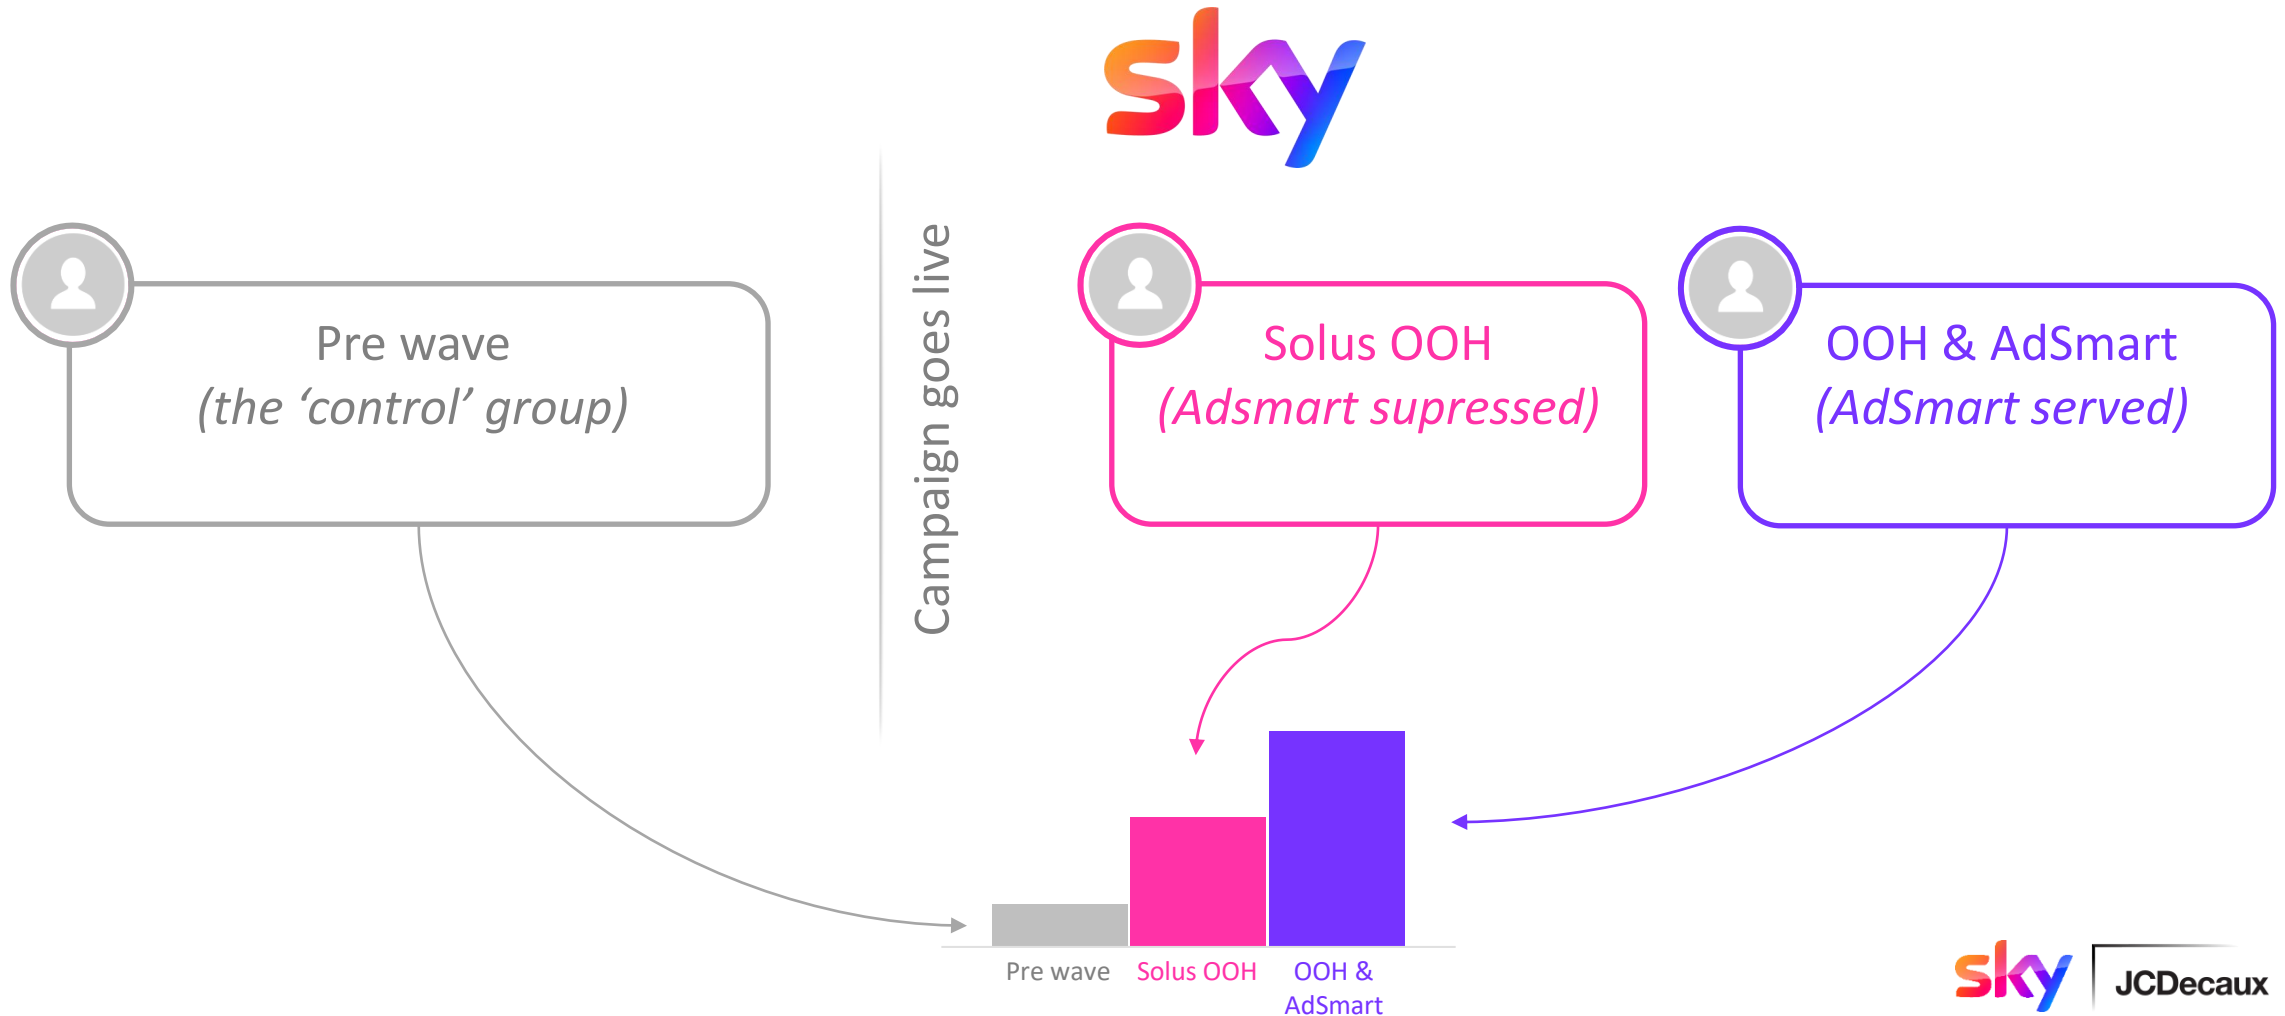 sky
Pre wave
(the ‘control’ group)
Campaign goes live
Solus OOH
(Adsmart supressed)
OOH & AdSmart
(AdSmart served)
Pre wave
Solus OOH
OOH &
AdSmart
sky
JCDecaux